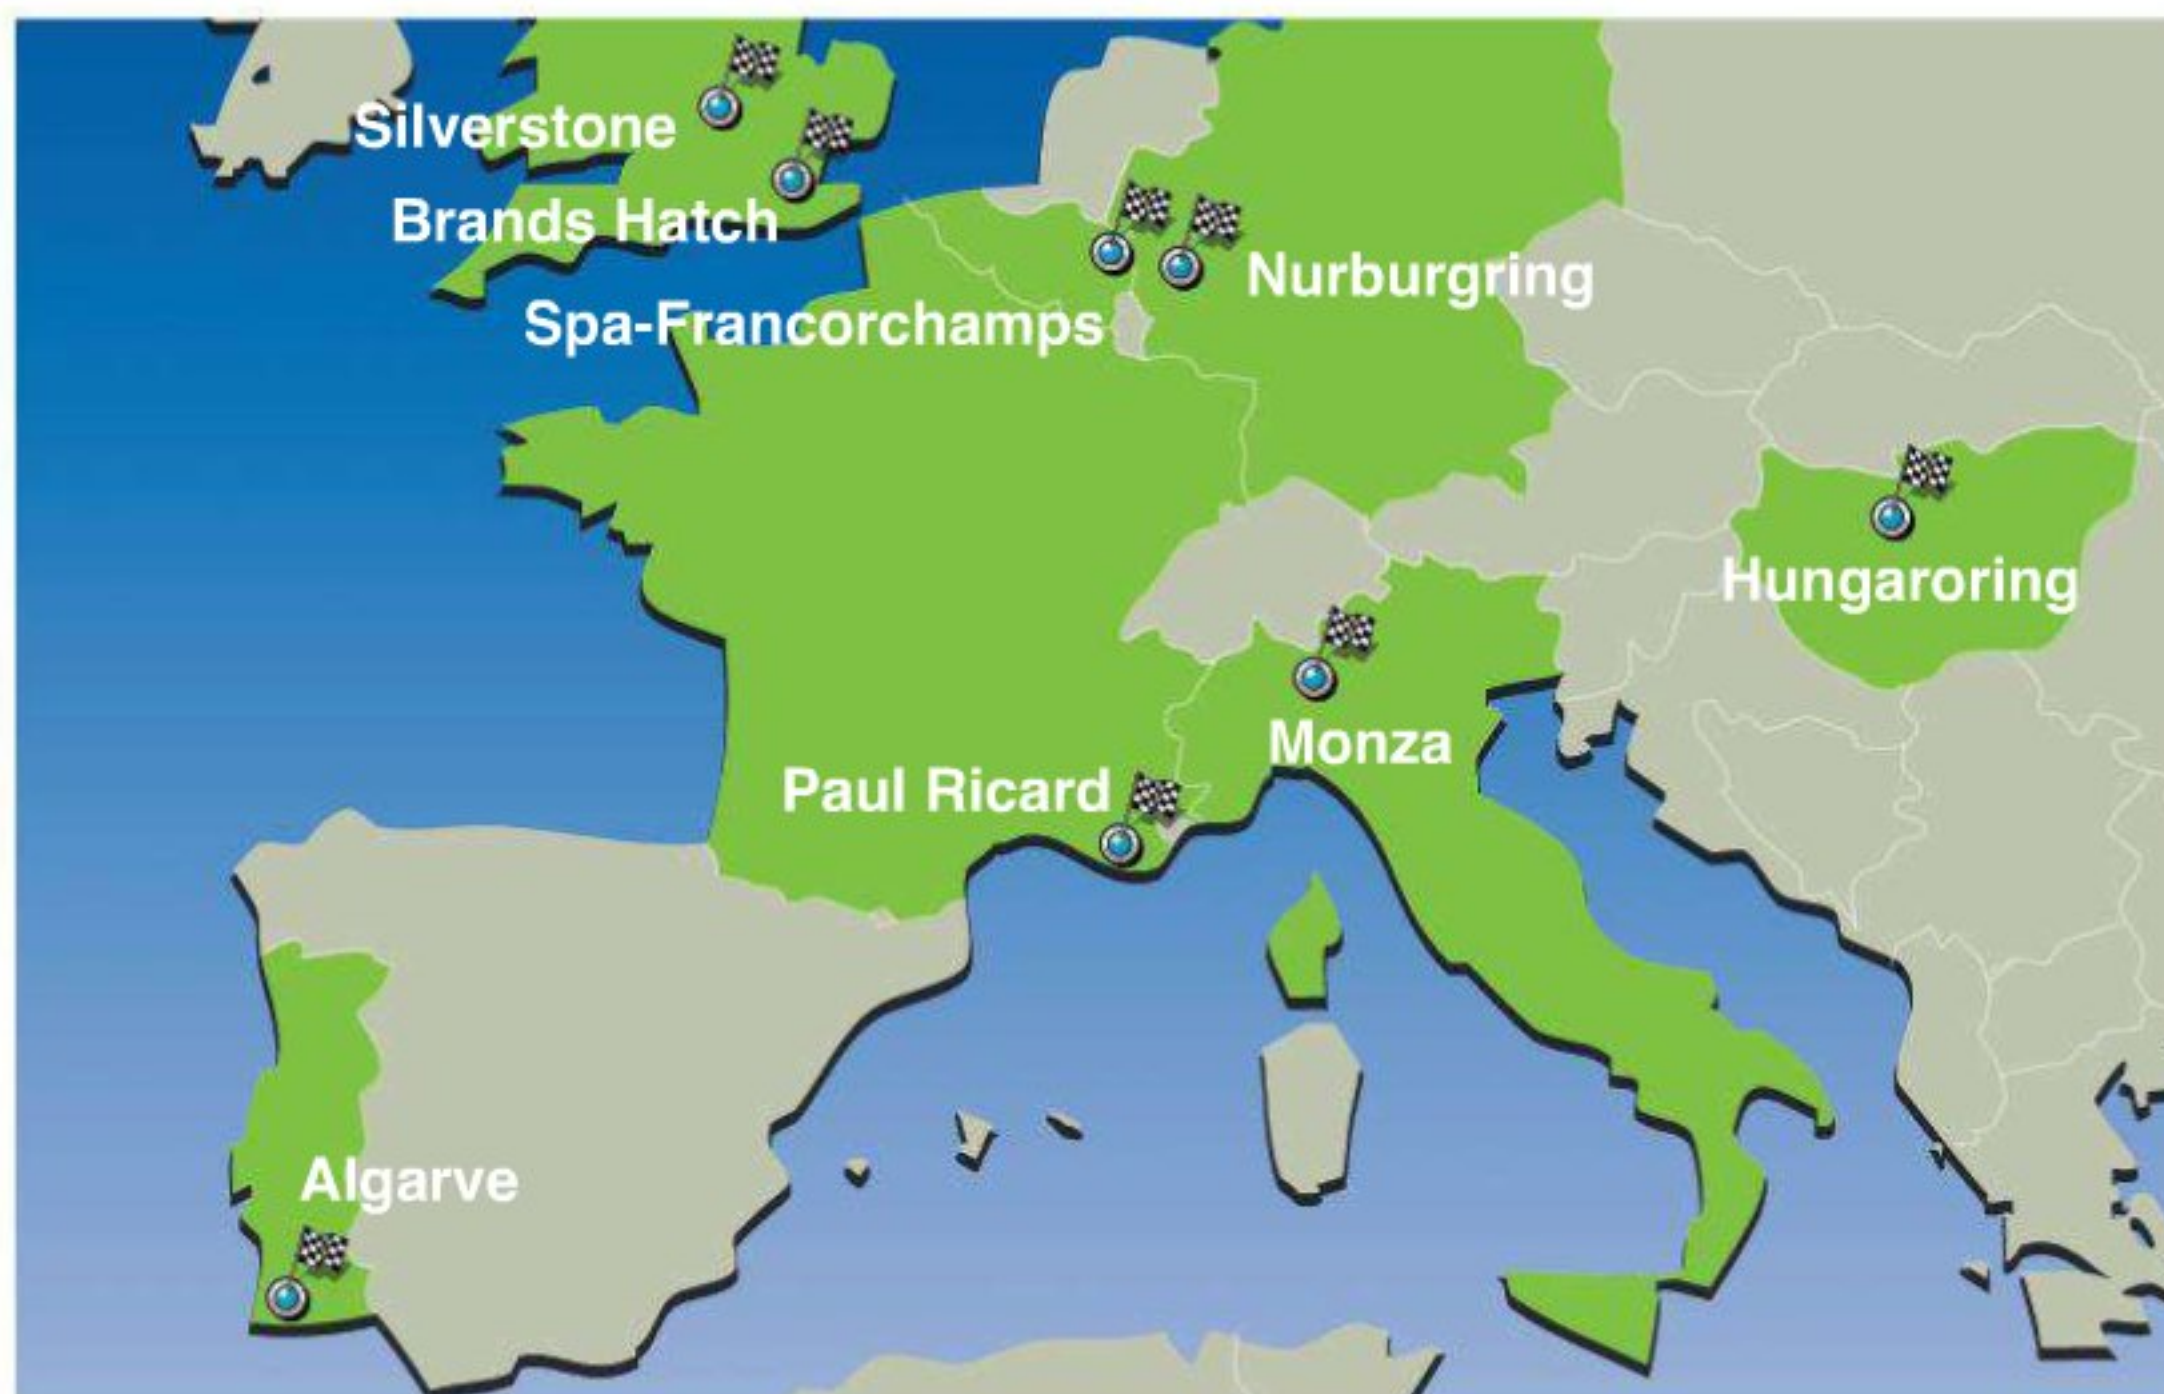 Silverstone
Brands Hatch
Nurburgring
Spa-Francorchamps
Hungaroring
Monza
Paul Ricard
Algarve